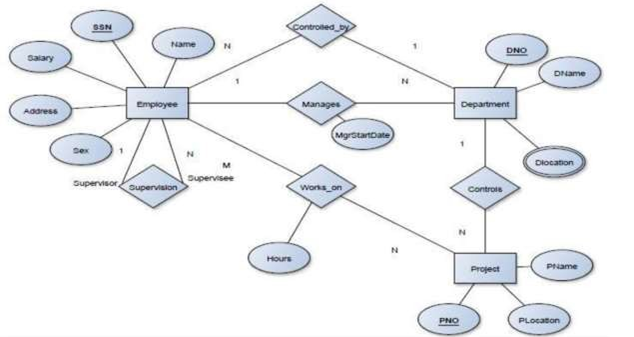 SSN
Controlled_by
Name
N
1
DNO
Salary
DName
1
N
Employee
Manages
Department
Address
MgrStartDate
Sex
1
N
M
1
Dlocation
Supervisor
Supervision
Supervisee
Works_on
Controls
N
N
Hours
Project
PName
PNO
PLocation